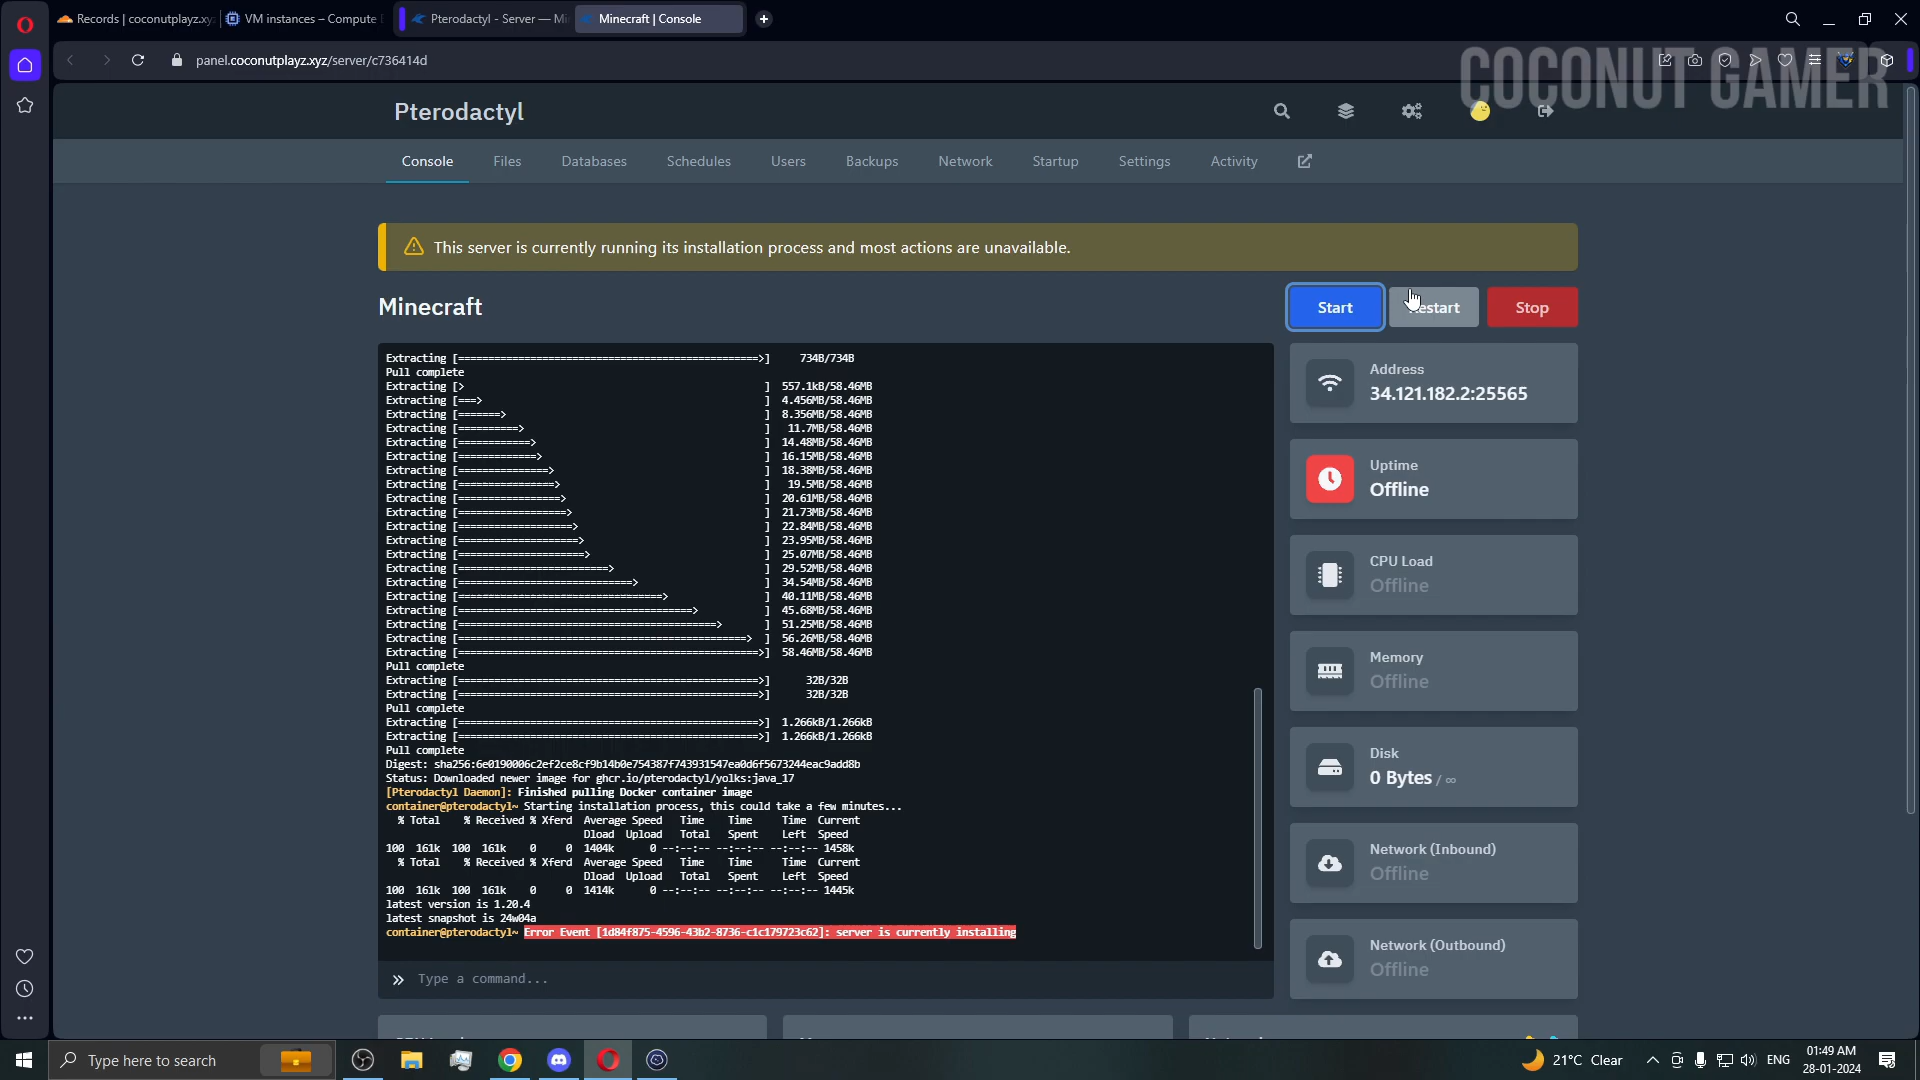 Records | coconutplayz.xy
VM instances – Compute E
Pterodactyl - Server — Mi
Minecraft | Console
panel.coconutplayz.xyz/server/c736414d
COCONUT GAMER
Pterodactyl
Console
Files
Databases
Schedules
Users
Backups
Network
Startup
Settings
Activity
This server is currently running its installation process and most actions are unavailable.
Minecraft
Start
Restart
Stop
Extracting [==================================================>] 734B/734B
Pull complete
Extracting [> ] 557.1kB/58.46MB
Extracting [===> ] 4.456MB/58.46MB
Extracting [=======> ] 8.356MB/58.46MB
Extracting [==========> ] 11.7MB/58.46MB
Extracting [============> ] 14.48MB/58.46MB
Extracting [=============> ] 16.15MB/58.46MB
Extracting [===============> ] 18.38MB/58.46MB
Extracting [================> ] 19.5MB/58.46MB
Extracting [=================> ] 20.61MB/58.46MB
Extracting [==================> ] 21.73MB/58.46MB
Extracting [===================> ] 22.84MB/58.46MB
Extracting [====================> ] 23.95MB/58.46MB
Extracting [=====================> ] 25.07MB/58.46MB
Extracting [=========================> ] 29.52MB/58.46MB
Extracting [=============================> ] 34.54MB/58.46MB
Extracting [==================================> ] 40.11MB/58.46MB
Extracting [=======================================> ] 45.68MB/58.46MB
Extracting [===========================================> ] 51.25MB/58.46MB
Extracting [================================================> ] 56.26MB/58.46MB
Extracting [==================================================>] 58.46MB/58.46MB
Pull complete
Extracting [==================================================>] 32B/32B
Extracting [==================================================>] 32B/32B
Pull complete
Extracting [==================================================>] 1.266kB/1.266kB
Extracting [==================================================>] 1.266kB/1.266kB
Pull complete
Digest: sha256:6e0190006c2ef2ce8cf9b14b0e754387f743931547ea0d6f5673244eac9add8b
Status: Downloaded newer image for ghcr.io/pterodactyl/yolks:java_17
[Pterodactyl Daemon]: Finished pulling Docker container image
container@pterodactyl~ Starting installation process, this could take a few minutes...
% Total % Received % Xferd Average Speed Time Time Time Current
Dload Upload Total Spent Left Speed
100 161k 100 161k 0 0 1404k 0 --:--:-- --:--:-- --:--:-- 1458k
% Total % Received % Xferd Average Speed Time Time Time Current
Dload Upload Total Spent Left Speed
100 161k 100 161k 0 0 1414k 0 --:--:-- --:--:-- --:--:-- 1445k
latest version is 1.20.4
latest snapshot is 24w04a
container@pterodactyl~ Error Event [1d84f875-4596-43b2-8736-c1c179723c62]: server is currently installing
Type a command...
Address
34.121.182.2:25565
Uptime
Offline
CPU Load
Offline
Memory
Offline
Disk
0 Bytes / ∞
Network (Inbound)
Offline
Network (Outbound)
Offline
Type here to search
21°C Clear
ENG
01:49 AM
28-01-2024